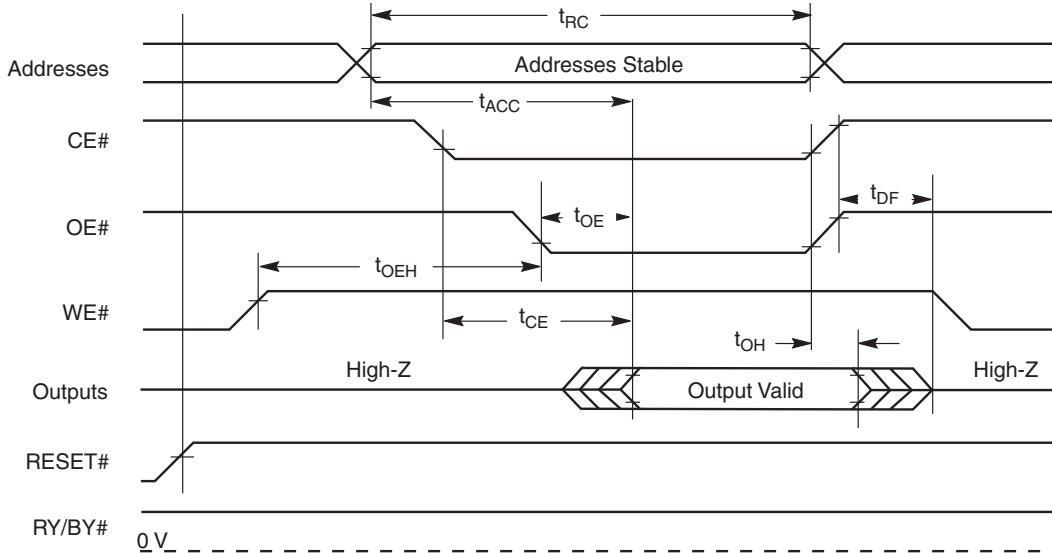 tRC
Addresses
Addresses Stable
tACC
CE#
tDF
OE#
tOE
tOEH
WE#
tCE
tOH
High-Z
High-Z
Outputs
Output Valid
RESET#
RY/BY#
0 V